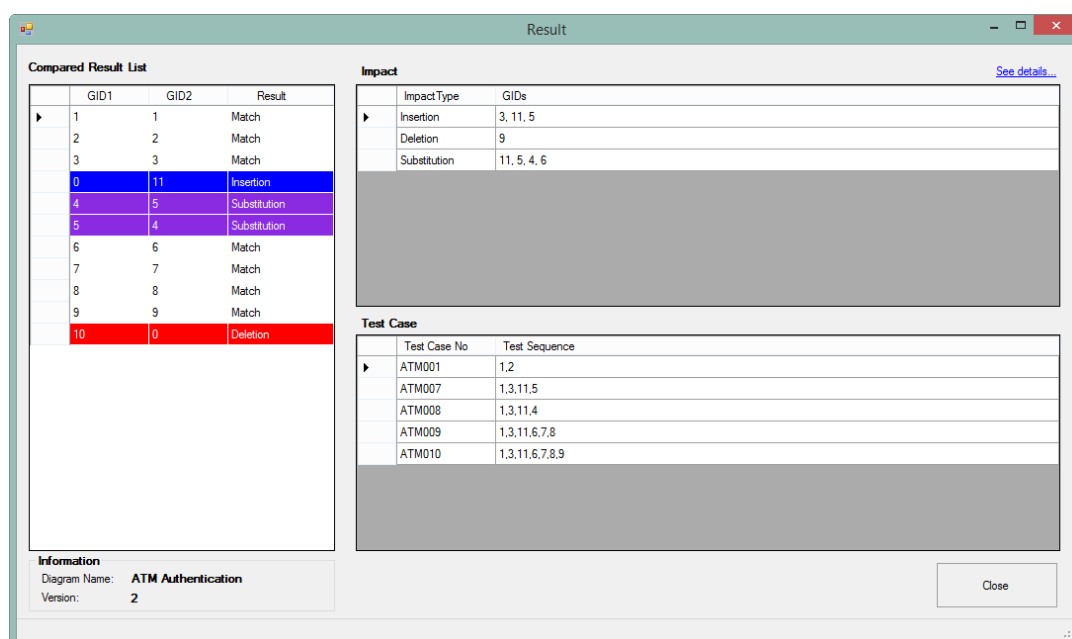 Result
Compared Result List
GID1 GID2 Result
1 1 Match
2 2 Match
3 3 Match
0 11 Insertion
4 5 Substitution
5 4 Substitution
6 6 Match
7 7 Match
8 8 Match
9 9 Match
10 0 Deletion
Information
Diagram Name: ATM Authentication
Version: 2
Impact See details...
ImpactType GIDs
Insertion 3, 11, 5
Deletion 9
Substitution 11, 5, 4, 6
Test Case
Test Case No Test Sequence
ATM001 1,2
ATM007 1,3,11,5
ATM008 1,3,11,4
ATM009 1,3,11,6,7,8
ATM010 1,3,11,6,7,8,9
Close